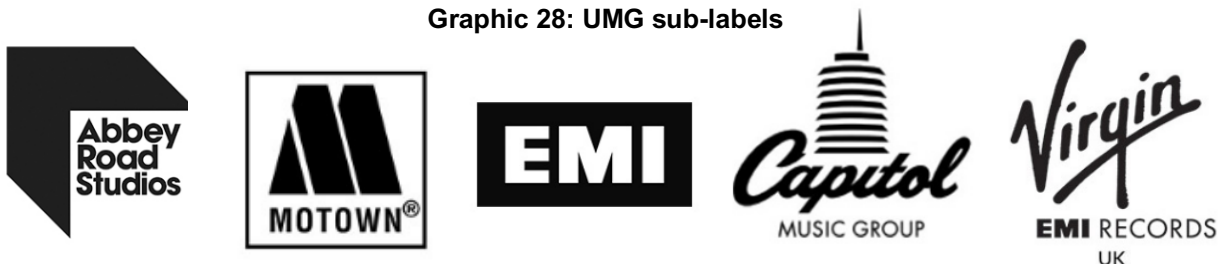 Graphic 28: UMG sub-labels
Abbey
Road
Studios
MOTOWN®
EMI
Capitol
MUSIC GROUP
Virgin
EMI RECORDS
UK